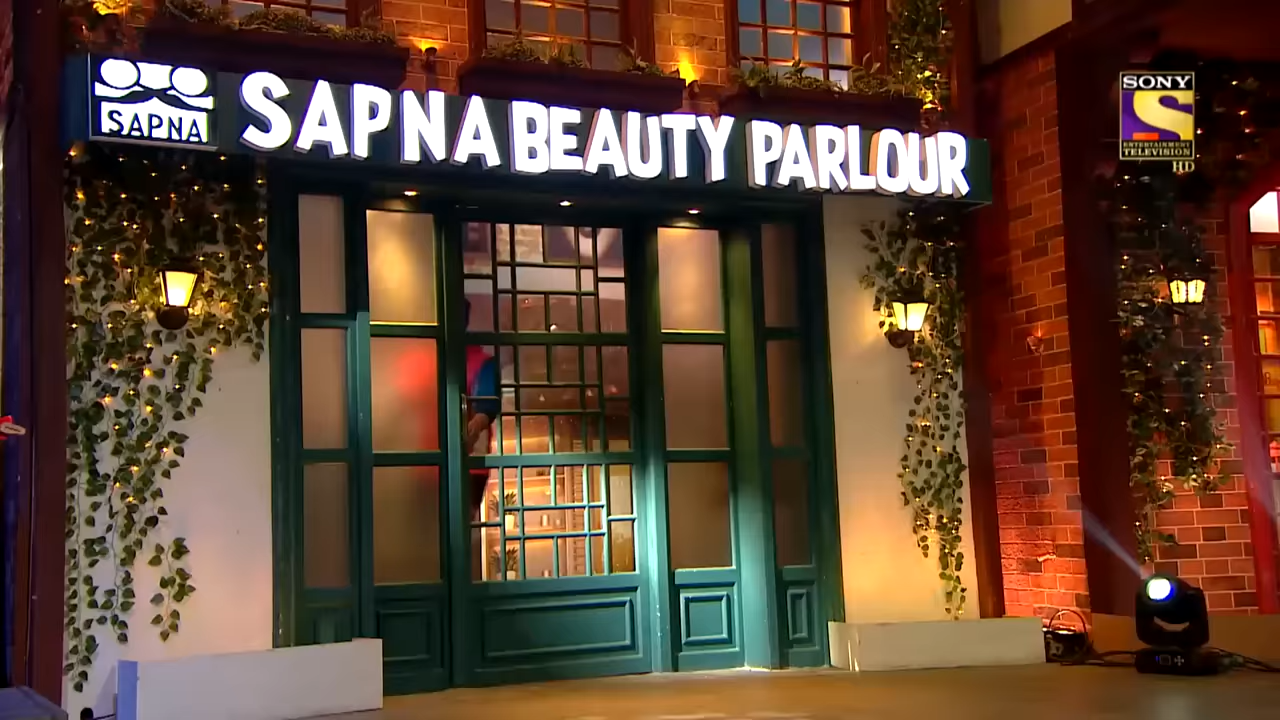 SAPNA
SAPNA BEAUTY PARLOUR
SONY
S
ENTERTAINMENT
TELEVISION
HD